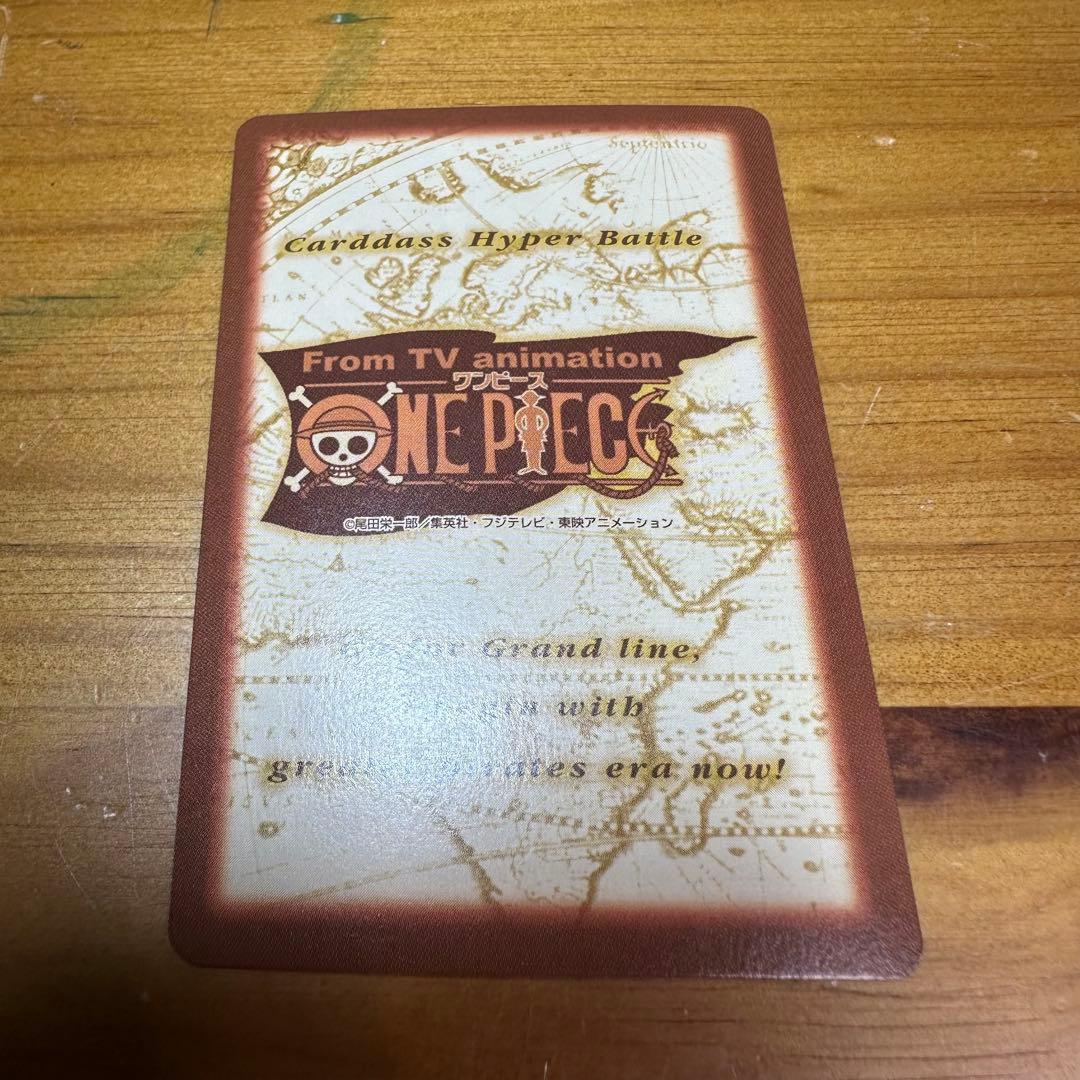 Septentrio
Carddass Hyper Battle
From TV animation
ワンピース
ONE PIECE
©尾田栄一郎／集英社・フジテレビ・東映アニメーション
Grand line,
with
era now!